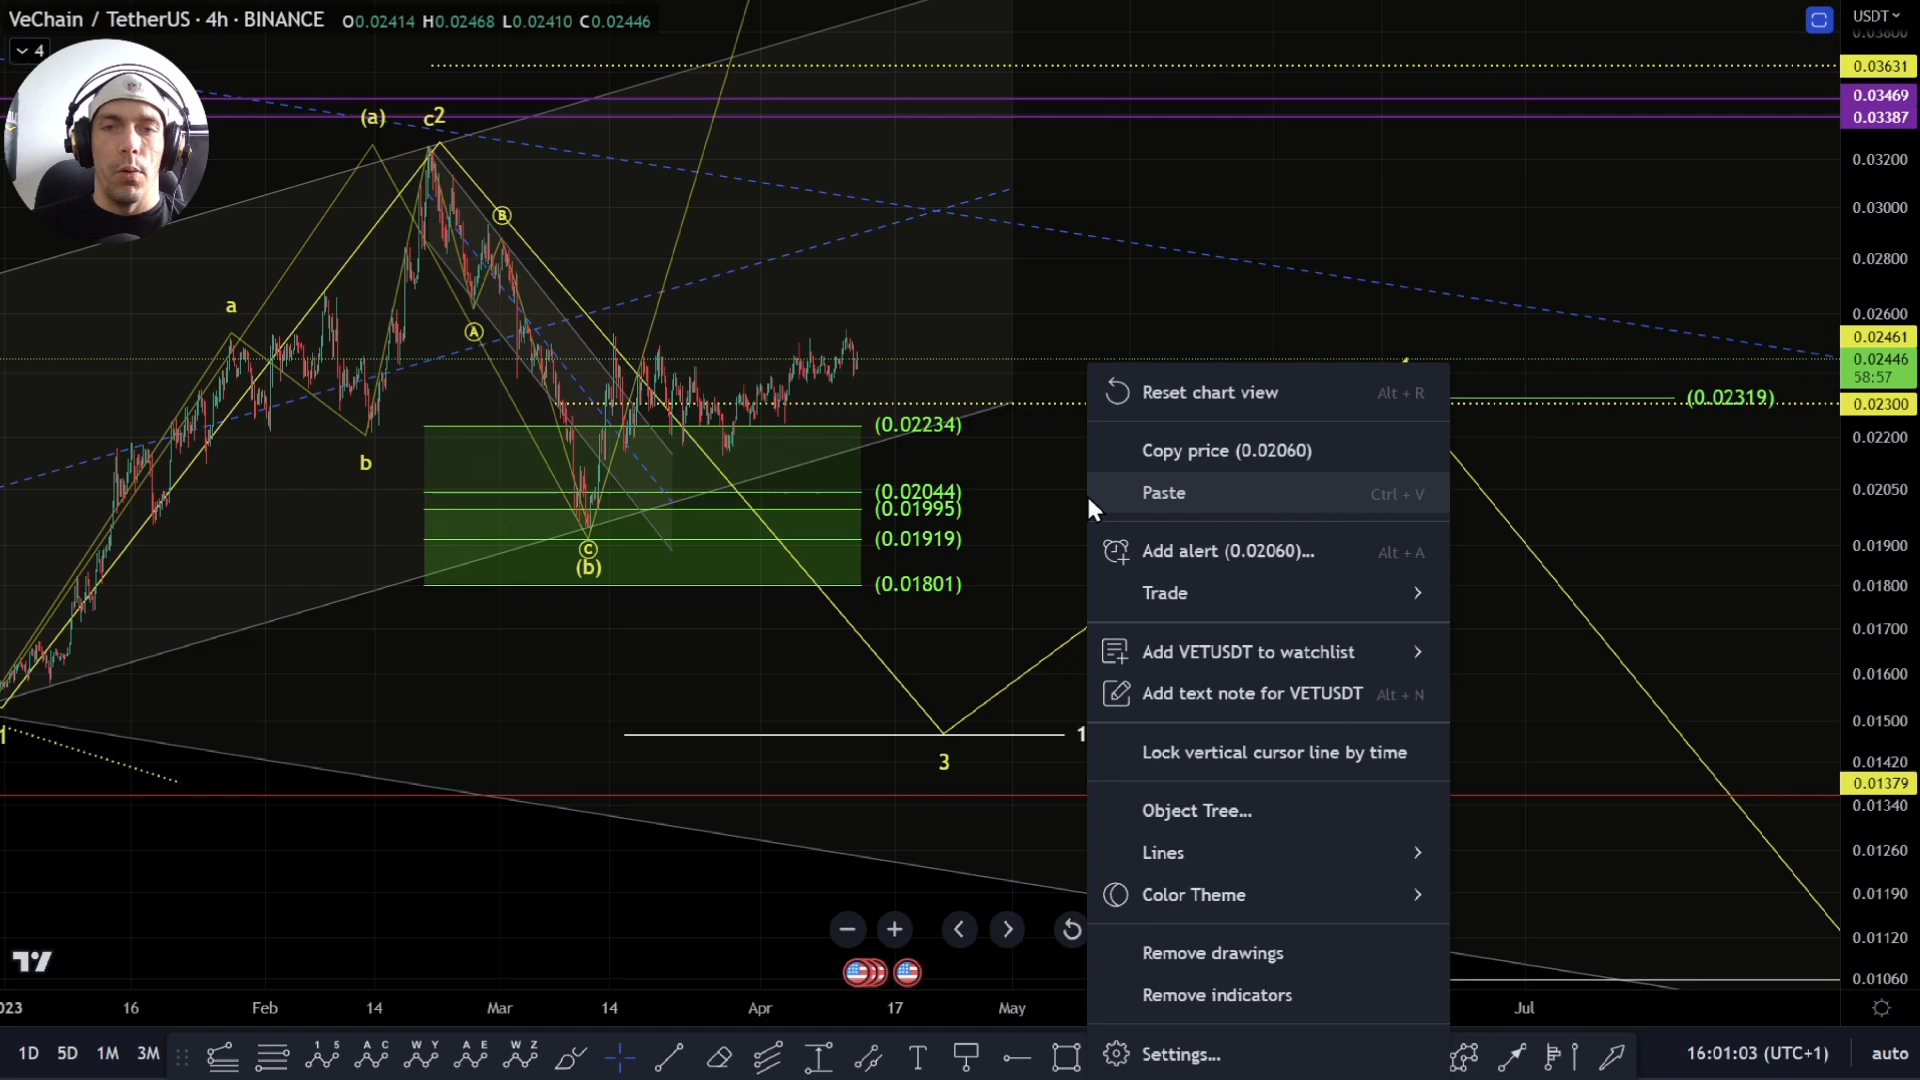 VeChain / TetherUS · 4h · BINANCE O0.02414 H0.02468 L0.02410 C0.02446
USDT
4
0.03800
0.03631
0.03469
0.03387
0.03200
0.03000
0.02800
0.02600
0.02461
0.02446
58:57
0.02300
0.02200
0.02050
0.01900
0.01800
0.01700
0.01600
0.01500
0.01420
0.01379
0.01340
0.01260
0.01190
0.01120
0.01060
(a)
c2
B
a
A
b
C
(b)
1
3
1
(0.02319)
(0.02234)
(0.02044)
(0.01995)
(0.01919)
(0.01801)
Reset chart view Alt + R
Copy price (0.02060)
Paste Ctrl + V
Add alert (0.02060)... Alt + A
Trade
Add VETUSDT to watchlist
Add text note for VETUSDT Alt + N
Lock vertical cursor line by time
Object Tree...
Lines
Color Theme
Remove drawings
Remove indicators
Settings...
023 16 Feb 14 Mar 14 Apr 17 May Jul
1D 5D 1M 3M
1 5
A C
W Y
A E
W Z
T
16:01:03 (UTC+1) auto